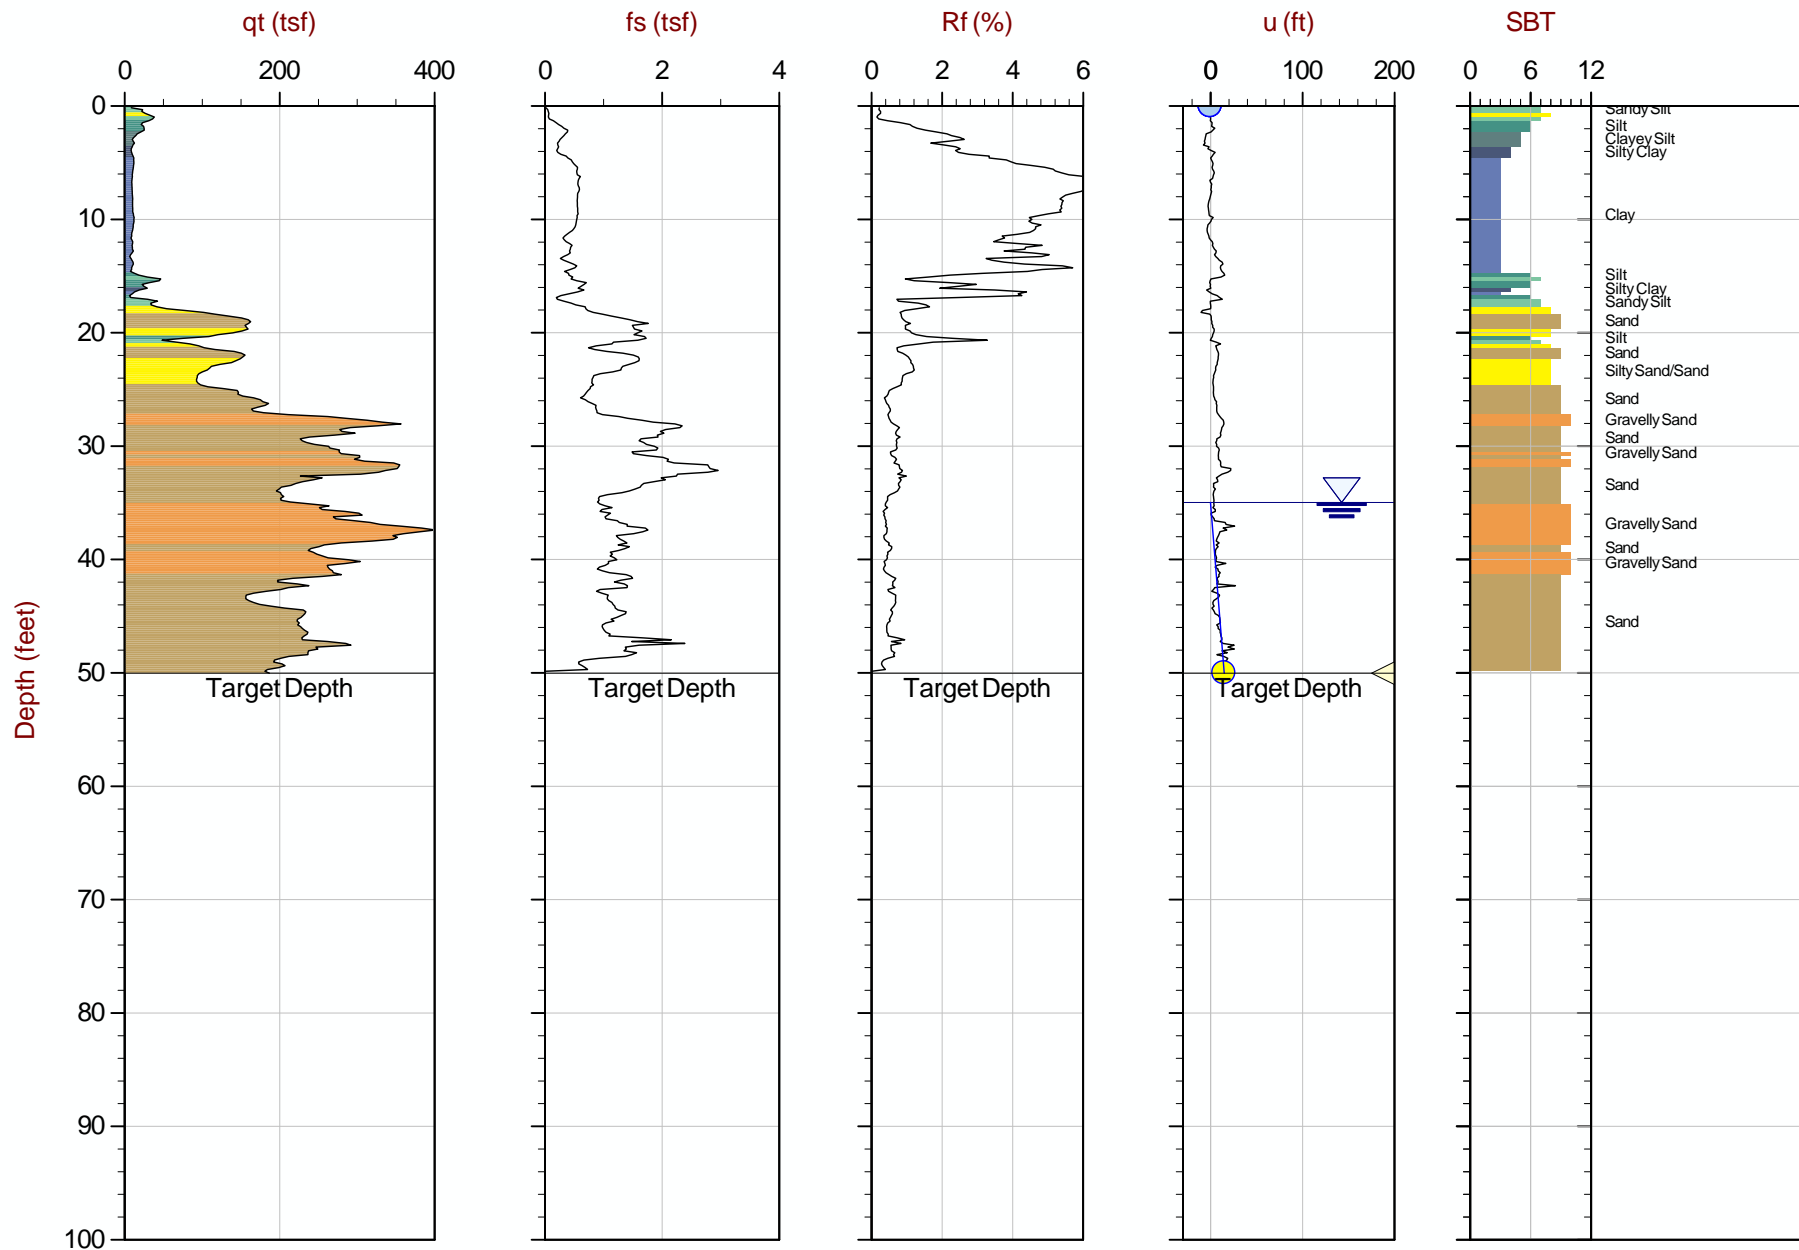 qt (tsf) fs (tsf) Rf (%) u (ft) SBT
0 200 400 0 2 4 0 2 4 6 0 100 200 0 6 12
0
10
20
30
40
50
60
70
80
90
100
Depth (feet)
Sandy Silt
Silt
Clayey Silt
Silty Clay
Clay
Silt
Silty Clay
Sandy Silt
Sand
Silt
Sand
Silty Sand/Sand
Sand
Gravelly Sand
Sand
Gravelly Sand
Sand
Gravelly Sand
Sand
Gravelly Sand
Sand
Target Depth Target Depth Target Depth Target Depth